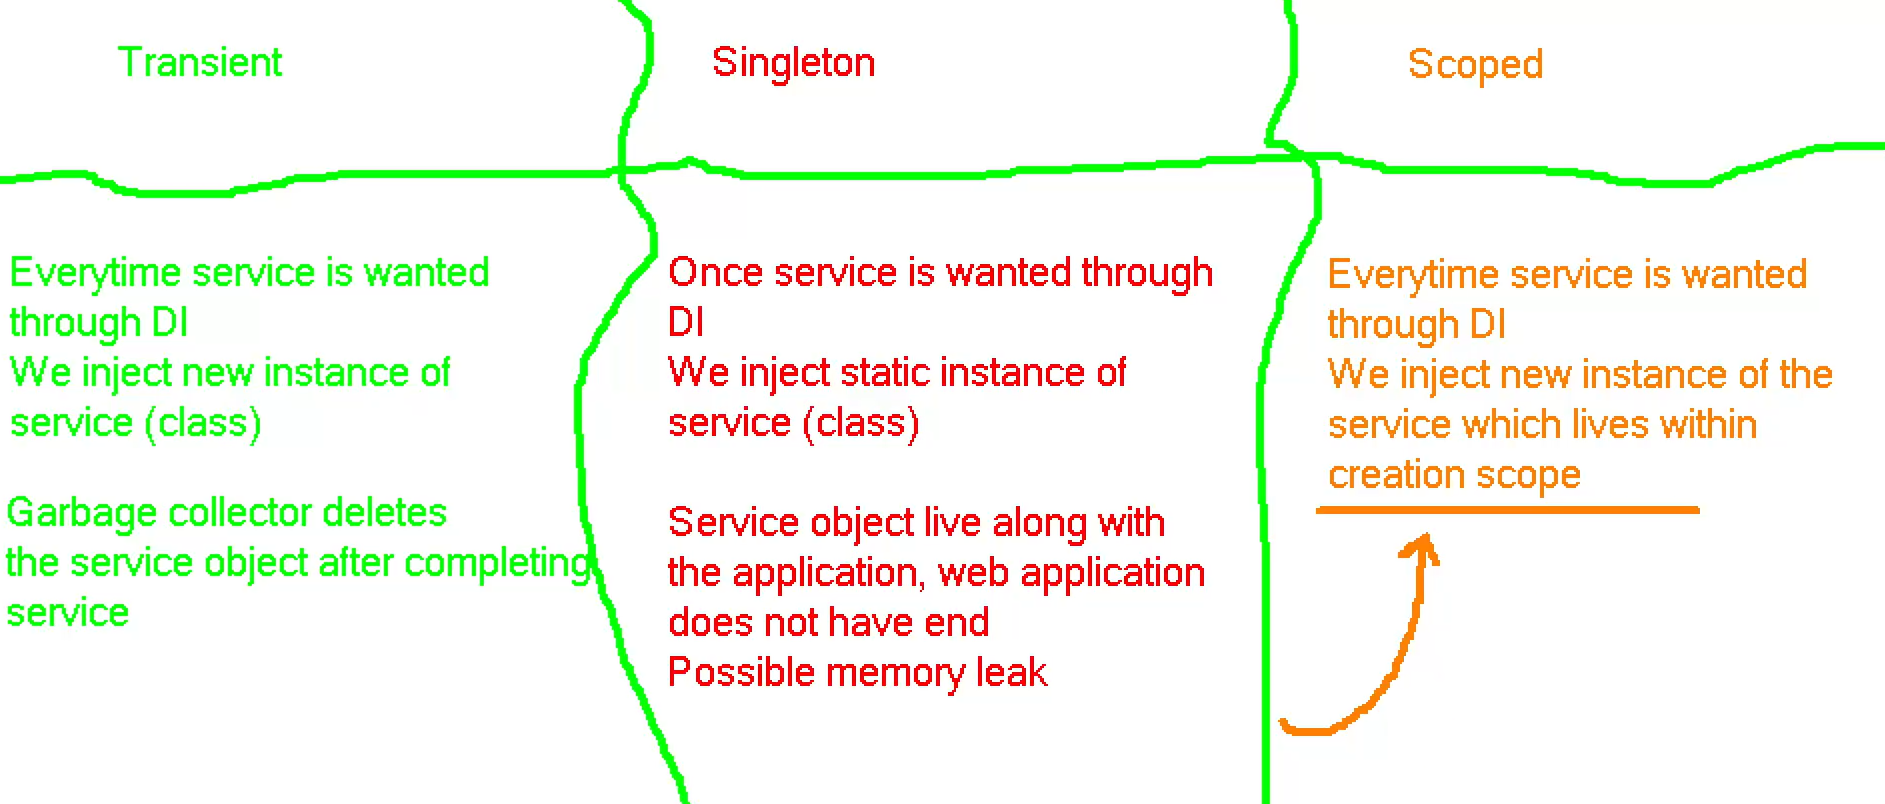 Transient
Singleton
Scoped
Everytime service is wanted
through DI
We inject new instance of
service (class)
Garbage collector deletes
the service object after completing
service
Once service is wanted through
DI
We inject static instance of
service (class)
Service object live along with
the application, web application
does not have end
Possible memory leak
Everytime service is wanted
through DI
We inject new instance of the
service which lives within
creation scope